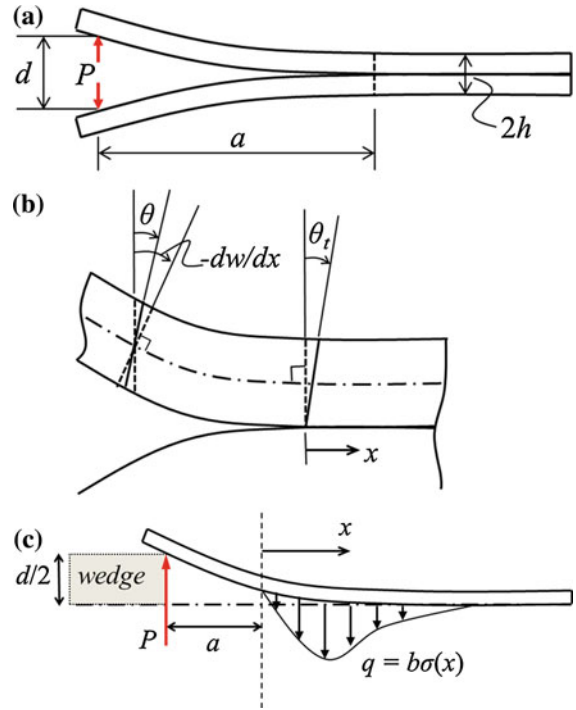 (a)
d
P
a
2h
(b)
θ
-dw/dx
θt
x
(c)
x
d/2
wedge
P
a
q = bσ(x)